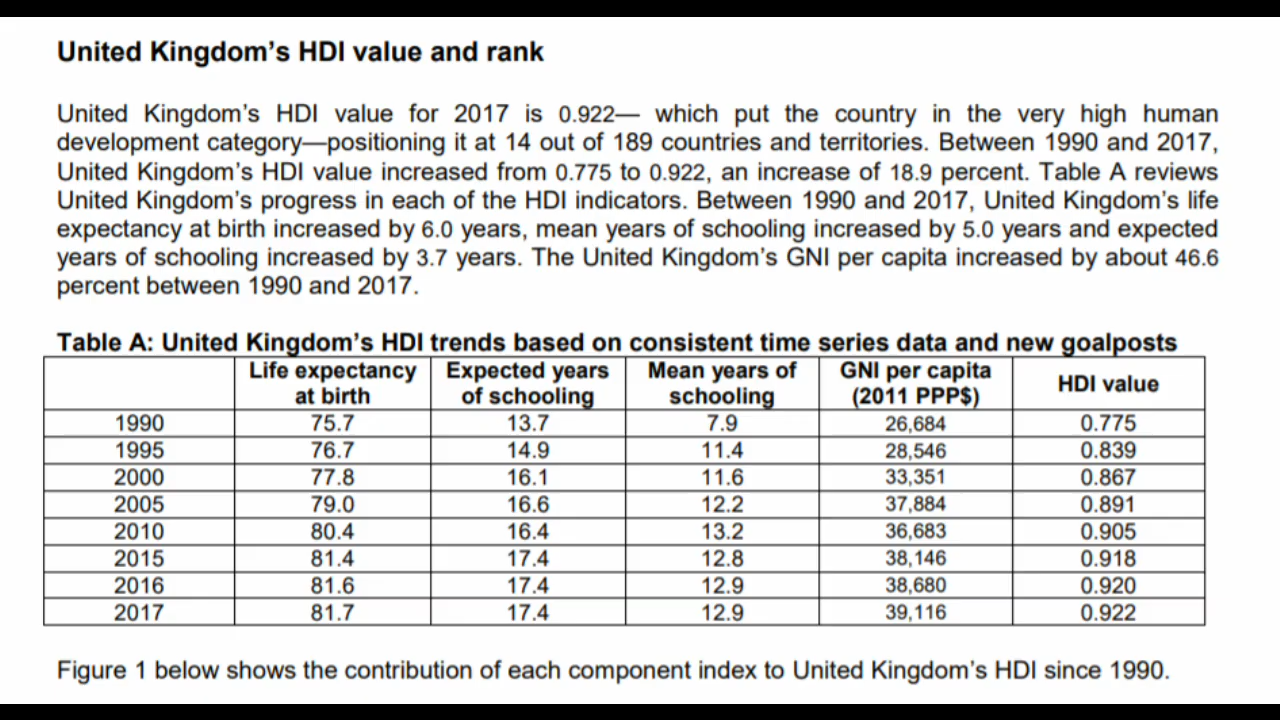 United Kingdom's HDI value and rank
United Kingdom's HDI value for 2017 is 0.922— which put the country in the very high human
development category—positioning it at 14 out of 189 countries and territories. Between 1990 and 2017,
United Kingdom's HDI value increased from 0.775 to 0.922, an increase of 18.9 percent. Table A reviews
United Kingdom's progress in each of the HDI indicators. Between 1990 and 2017, United Kingdom's life
expectancy at birth increased by 6.0 years, mean years of schooling increased by 5.0 years and expected
years of schooling increased by 3.7 years. The United Kingdom's GNI per capita increased by about 46.6
percent between 1990 and 2017.
Table A: United Kingdom's HDI trends based on consistent time series data and new goalposts
Life expectancy at birth Expected years of schooling Mean years of schooling GNI per capita (2011 PPP$) HDI value
1990 75.7 13.7 7.9 26,684 0.775
1995 76.7 14.9 11.4 28,546 0.839
2000 77.8 16.1 11.6 33,351 0.867
2005 79.0 16.6 12.2 37,884 0.891
2010 80.4 16.4 13.2 36,683 0.905
2015 81.4 17.4 12.8 38,146 0.918
2016 81.6 17.4 12.9 38,680 0.920
2017 81.7 17.4 12.9 39,116 0.922
Figure 1 below shows the contribution of each component index to United Kingdom's HDI since 1990.